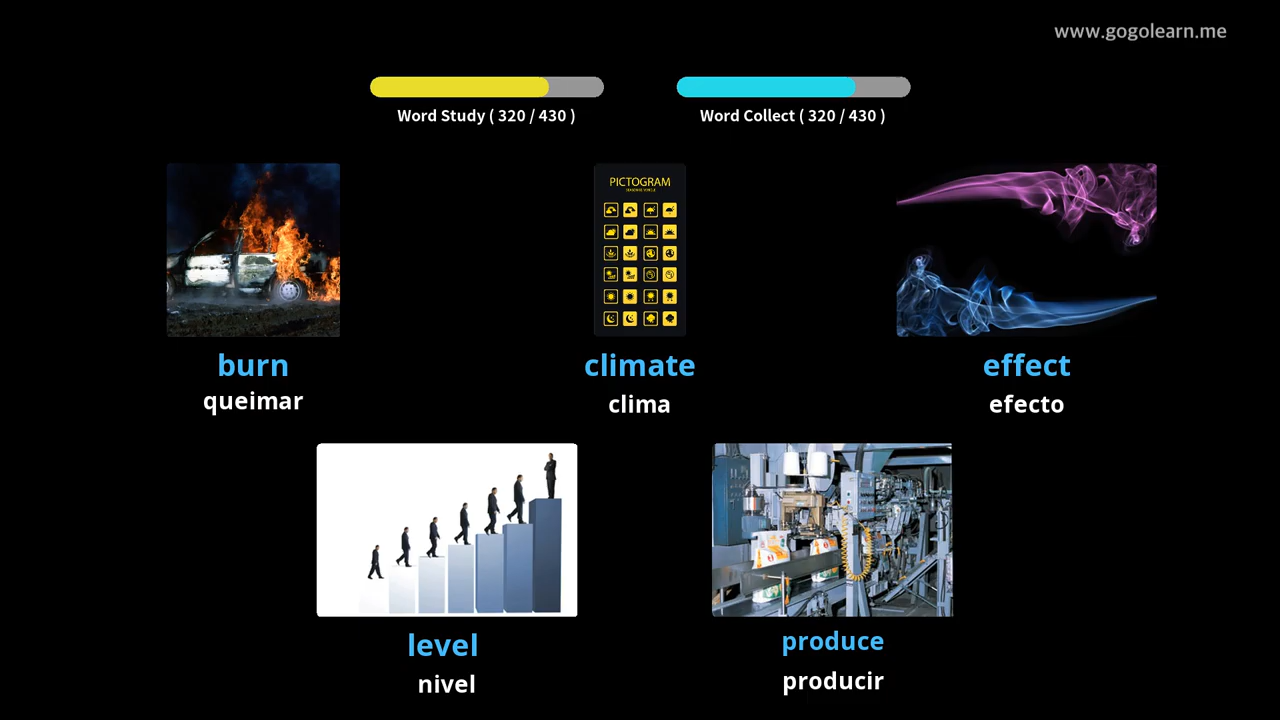 www.gogolearn.me
Word Study ( 320 / 430 )
Word Collect ( 320 / 430 )
PICTOGRAM
burn
queimar
climate
clima
effect
efecto
level
nivel
produce
producir